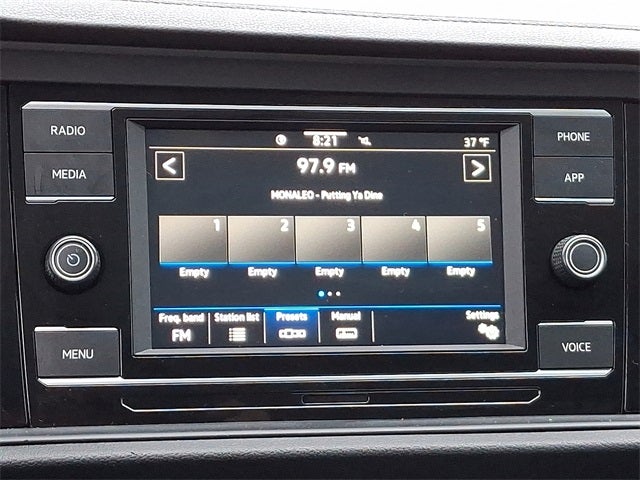 RADIO
MEDIA
MENU
PHONE
APP
VOICE
8:21
37 °F
< 97.9 FM >
MONALEO - Putting Ya Dine
1 2 3 4 5
Empty Empty Empty Empty Empty
Freq. band Station list Presets Manual Settings
FM